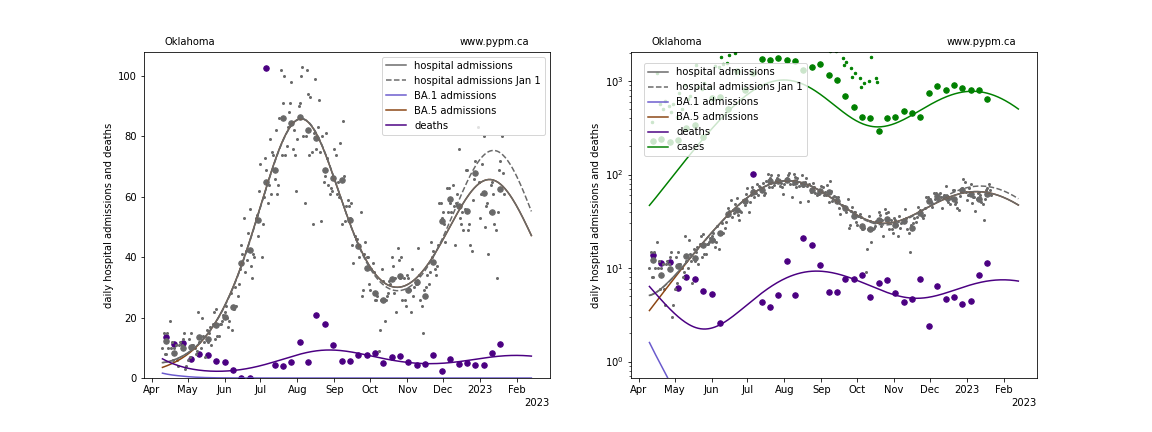 Oklahoma www.pypm.ca
hospital admissions
hospital admissions Jan 1
BA.1 admissions
BA.5 admissions
deaths
daily hospital admissions and deaths
100
80
60
40
20
0
Apr May Jun Jul Aug Sep Oct Nov Dec 2023 Feb
2023
Oklahoma www.pypm.ca
hospital admissions
hospital admissions Jan 1
BA.1 admissions
BA.5 admissions
deaths
cases
daily hospital admissions and deaths
10³
10²
10¹
10⁰
Apr May Jun Jul Aug Sep Oct Nov Dec 2023 Feb
2023